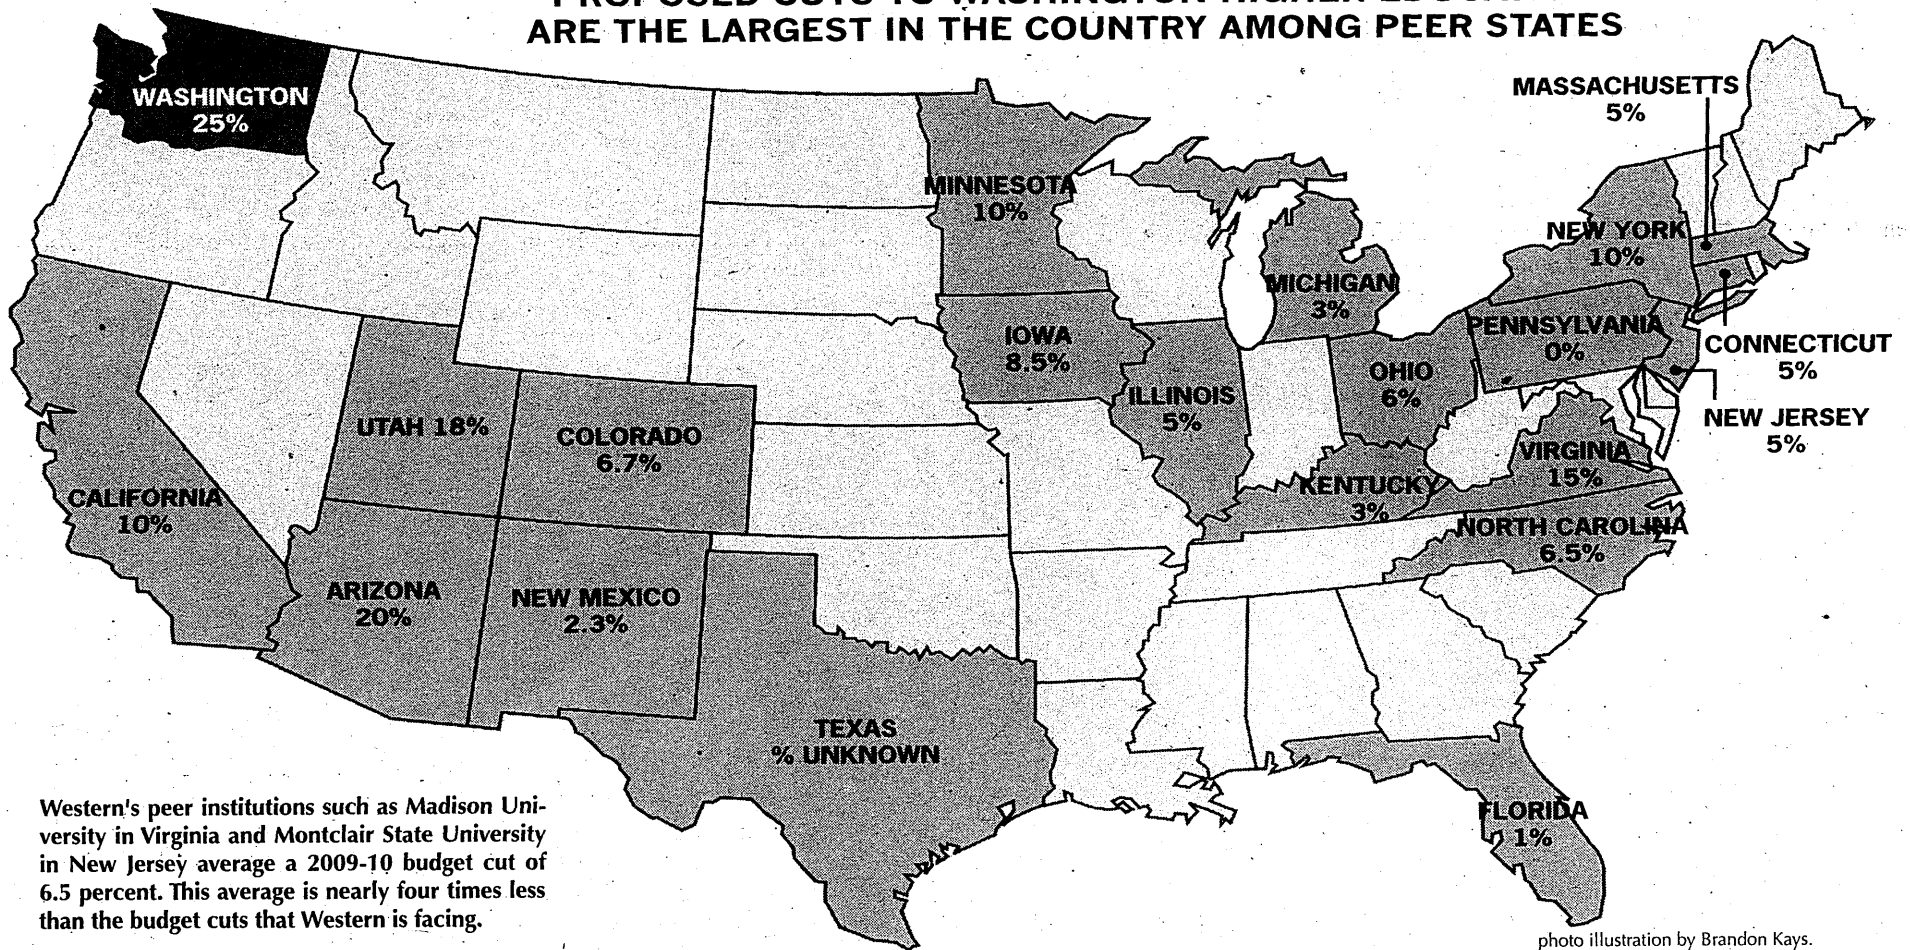 PROPOSED CUTS TO WASHINGTON HIGHER
ARE THE LARGEST IN THE COUNTRY AMONG PEER STATES
WASHINGTON
25%
MASSACHUSETTS
5%
MINNESOTA
10%
NEW YORK
10%
MICHIGAN
3%
IOWA
8.5%
PENNSYLVANIA
0%
CONNECTICUT
5%
OHIO
6%
ILLINOIS
5%
NEW JERSEY
5%
UTAH 18%
COLORADO
6.7%
VIRGINIA
15%
CALIFORNIA
10%
KENTUCKY
3%
NORTH CAROLINA
6.5%
ARIZONA
20%
NEW MEXICO
2.3%
TEXAS
% UNKNOWN
FLORIDA
1%
Western's peer institutions such as Madison Uni-
versity in Virginia and Montclair State University
in New Jersey average a 2009-10 budget cut of
6.5 percent. This average is nearly four times less
than the budget cuts that Western is facing.
photo illustration by Brandon Kays.